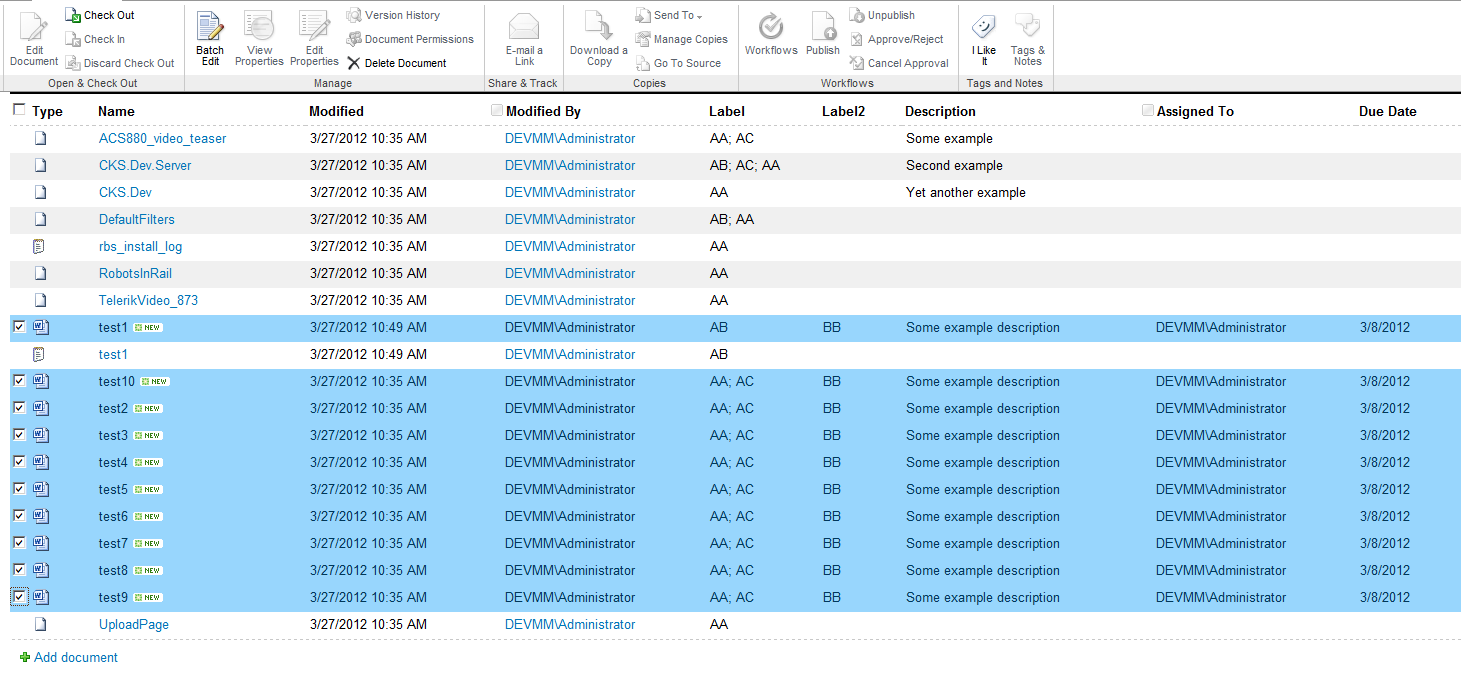 Edit Document
Check Out
Check In
Discard Check Out
Open & Check Out
Batch Edit
View Properties
Edit Properties
Version History
Document Permissions
Delete Document
Manage
E-mail a Link
Share & Track
Download a Copy
Send To
Manage Copies
Go To Source
Copies
Workflows
Publish
Unpublish
Approve/Reject
Cancel Approval
Workflows
I Like It
Tags & Notes
Tags and Notes
Type Name Modified Modified By Label Label2 Description Assigned To Due Date
ACS880_video_teaser 3/27/2012 10:35 AM DEVMM\Administrator AA; AC Some example
CKS.Dev.Server 3/27/2012 10:35 AM DEVMM\Administrator AB; AC; AA Second example
CKS.Dev 3/27/2012 10:35 AM DEVMM\Administrator AA Yet another example
DefaultFilters 3/27/2012 10:35 AM DEVMM\Administrator AB; AA
rbs_install_log 3/27/2012 10:35 AM DEVMM\Administrator AA
RobotsInRail 3/27/2012 10:35 AM DEVMM\Administrator AA
TelerikVideo_873 3/27/2012 10:35 AM DEVMM\Administrator AA
test1 NEW 3/27/2012 10:49 AM DEVMM\Administrator AB BB Some example description DEVMM\Administrator 3/8/2012
test1 3/27/2012 10:49 AM DEVMM\Administrator AB
test10 NEW 3/27/2012 10:35 AM DEVMM\Administrator AA; AC BB Some example description DEVMM\Administrator 3/8/2012
test2 NEW 3/27/2012 10:35 AM DEVMM\Administrator AA; AC BB Some example description DEVMM\Administrator 3/8/2012
test3 NEW 3/27/2012 10:35 AM DEVMM\Administrator AA; AC BB Some example description DEVMM\Administrator 3/8/2012
test4 NEW 3/27/2012 10:35 AM DEVMM\Administrator AA; AC BB Some example description DEVMM\Administrator 3/8/2012
test5 NEW 3/27/2012 10:35 AM DEVMM\Administrator AA; AC BB Some example description DEVMM\Administrator 3/8/2012
test6 NEW 3/27/2012 10:35 AM DEVMM\Administrator AA; AC BB Some example description DEVMM\Administrator 3/8/2012
test7 NEW 3/27/2012 10:35 AM DEVMM\Administrator AA; AC BB Some example description DEVMM\Administrator 3/8/2012
test8 NEW 3/27/2012 10:35 AM DEVMM\Administrator AA; AC BB Some example description DEVMM\Administrator 3/8/2012
test9 NEW 3/27/2012 10:35 AM DEVMM\Administrator AA; AC BB Some example description DEVMM\Administrator 3/8/2012
UploadPage 3/27/2012 10:35 AM DEVMM\Administrator AA
Add document